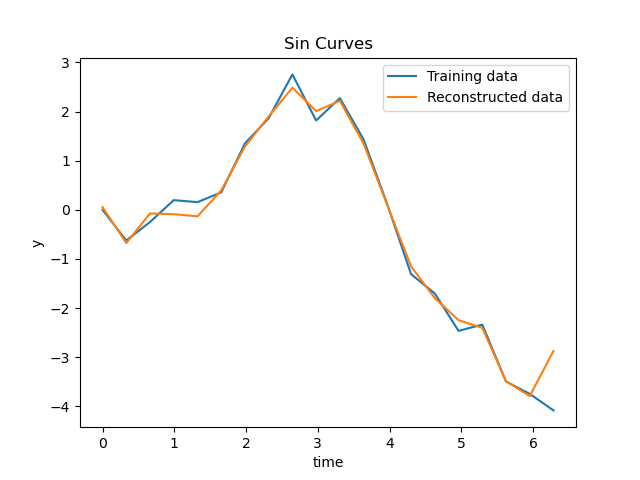 Sin Curves
Training data
Reconstructed data
y
3
2
1
0
−1
−2
−3
−4
0 1 2 3 4 5 6
time